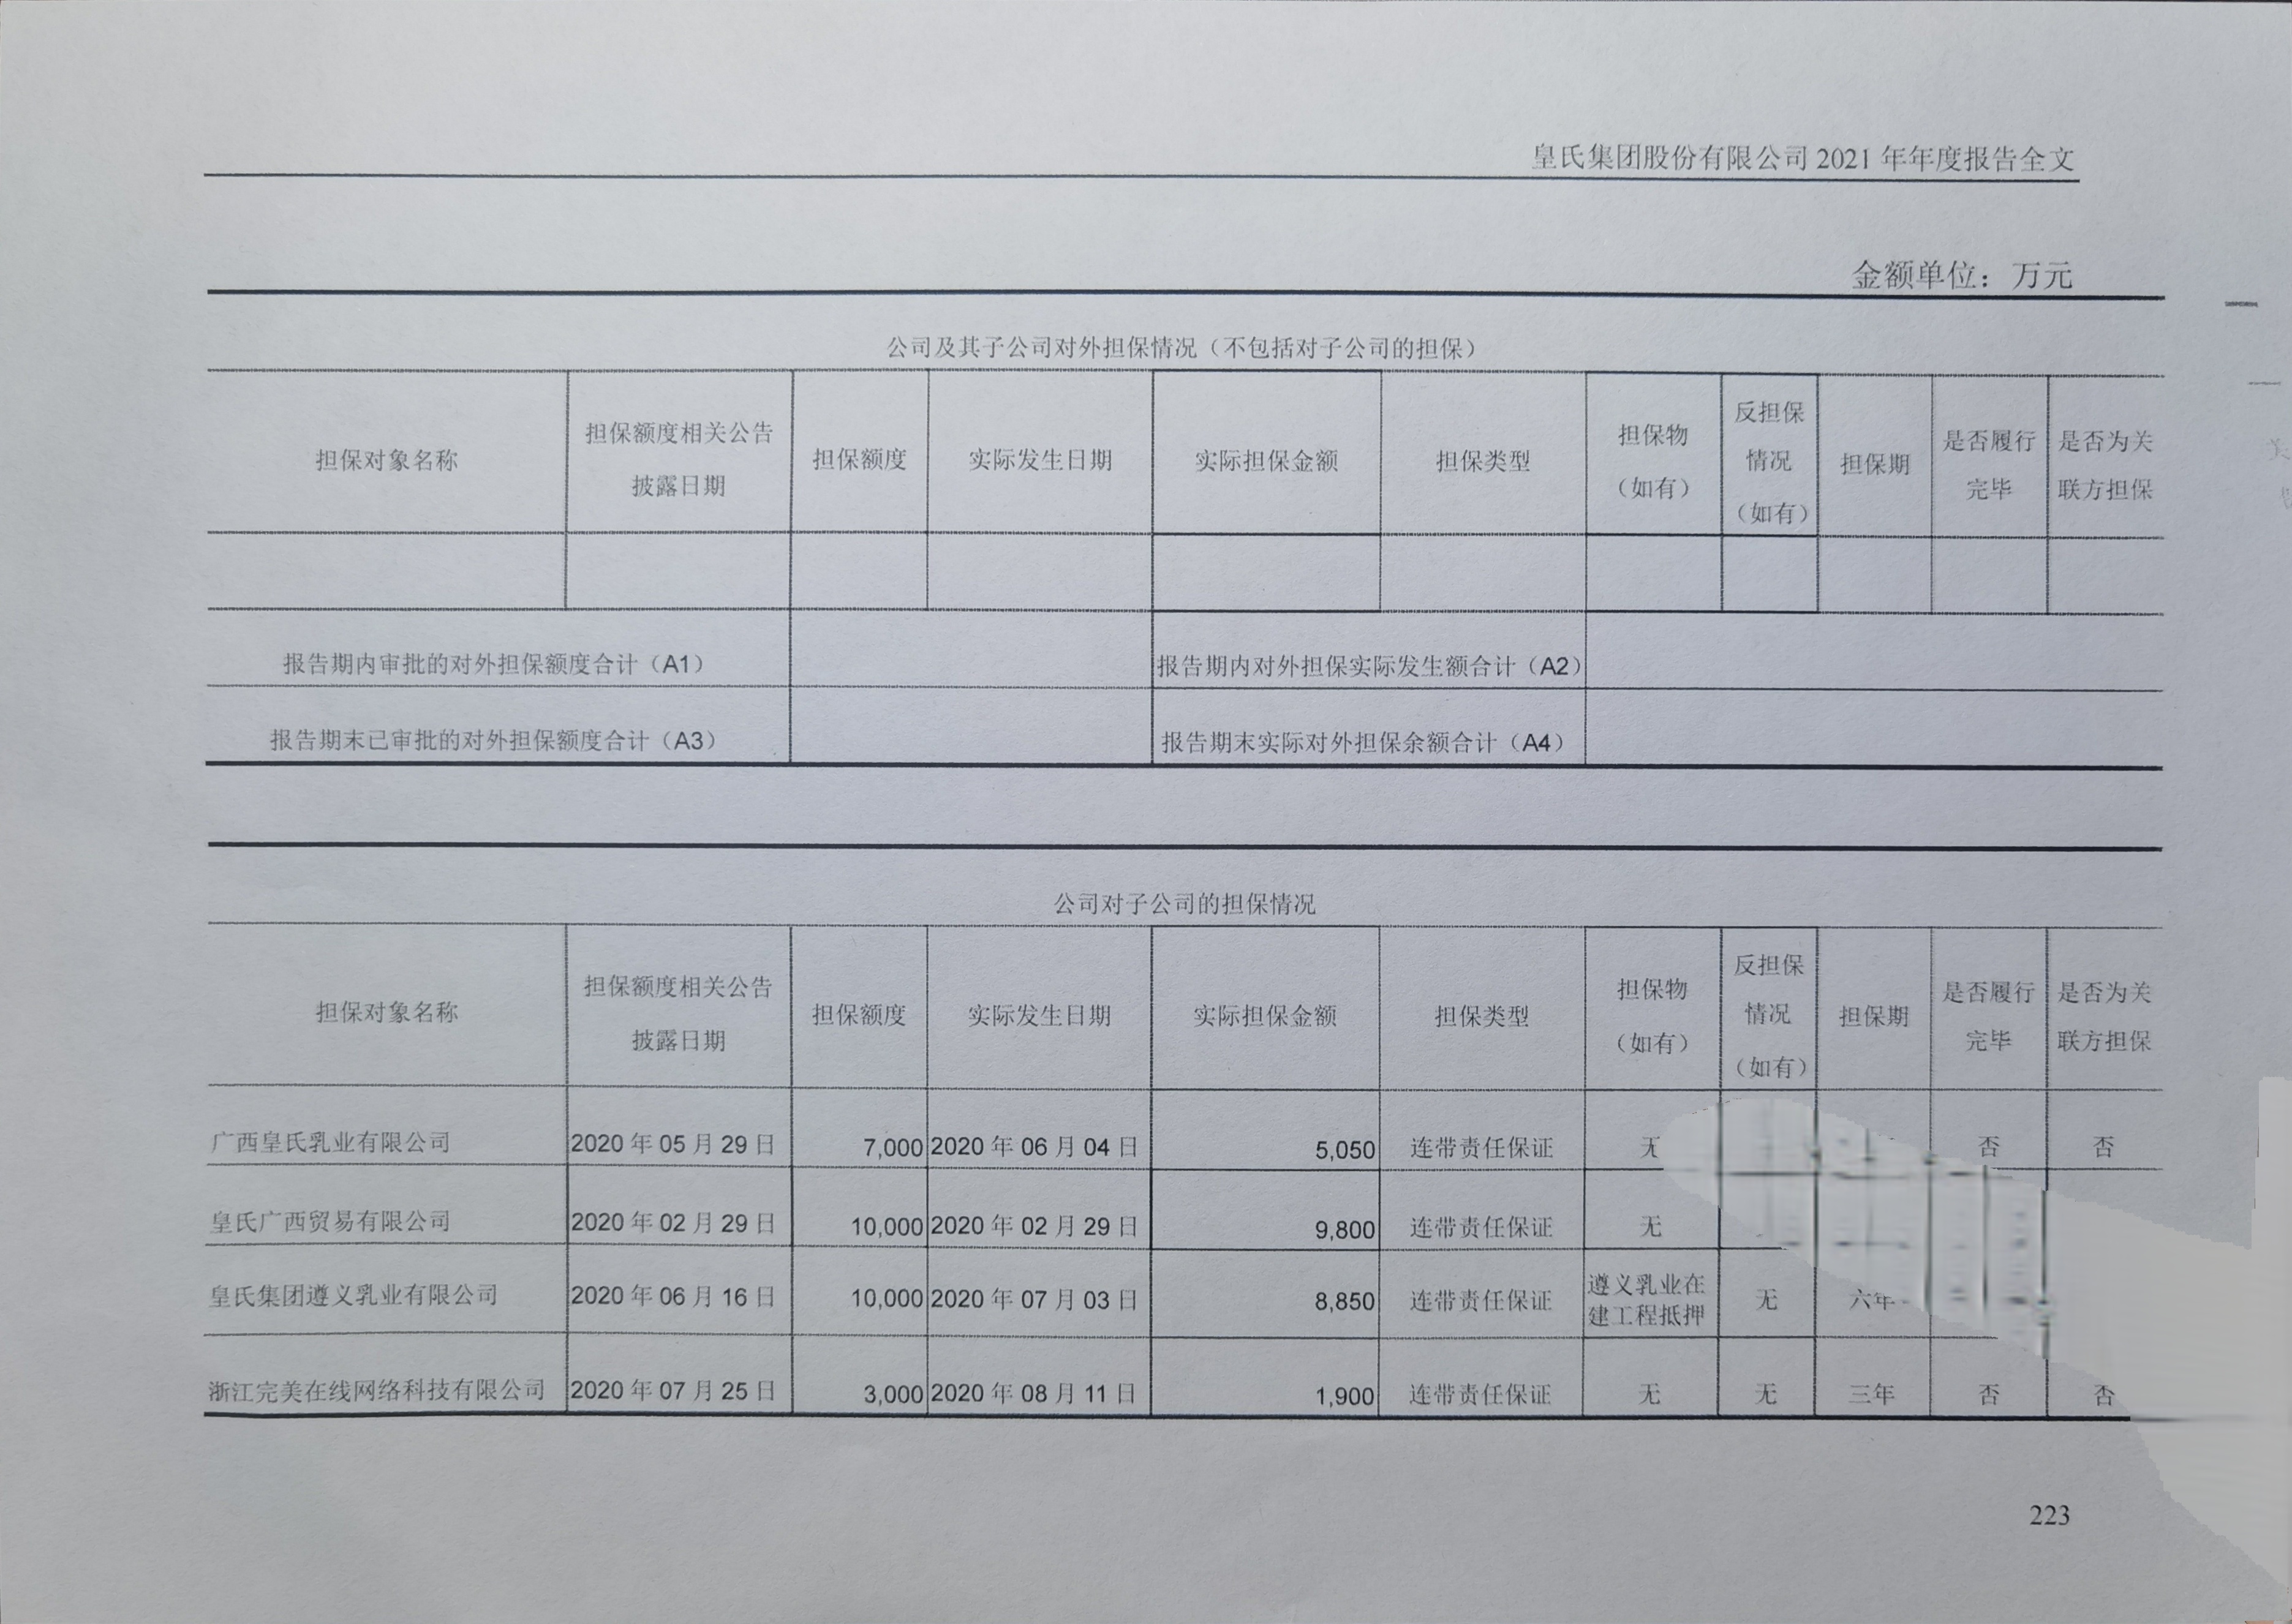 皇氏集团股份有限公司 2021 年年度报告全文
金额单位：万元
公司及其子公司对外担保情况（不包括对子公司的担保）
担保对象名称 担保额度相关公告披露日期 担保额度 实际发生日期 实际担保金额 担保类型 担保物（如有） 反担保情况（如有） 担保期 是否履行完毕 是否为关联方担保
报告期内审批的对外担保额度合计（A1） 报告期内对外担保实际发生额合计（A2）
报告期末已审批的对外担保额度合计（A3） 报告期末实际对外担保余额合计（A4）
公司对子公司的担保情况
担保对象名称 担保额度相关公告披露日期 担保额度 实际发生日期 实际担保金额 担保类型 担保物（如有） 反担保情况（如有） 担保期 是否履行完毕 是否为关联方担保
广西皇氏乳业有限公司 2020 年 05 月 29 日 7,000 2020 年 06 月 04 日 5,050 连带责任保证 无 否 否
皇氏广西贸易有限公司 2020 年 02 月 29 日 10,000 2020 年 02 月 29 日 9,800 连带责任保证 无
皇氏集团遵义乳业有限公司 2020 年 06 月 16 日 10,000 2020 年 07 月 03 日 8,850 连带责任保证 遵义乳业在建工程抵押 无 六年
浙江完美在线网络科技有限公司 2020 年 07 月 25 日 3,000 2020 年 08 月 11 日 1,900 连带责任保证 无 无 三年 否 否
223